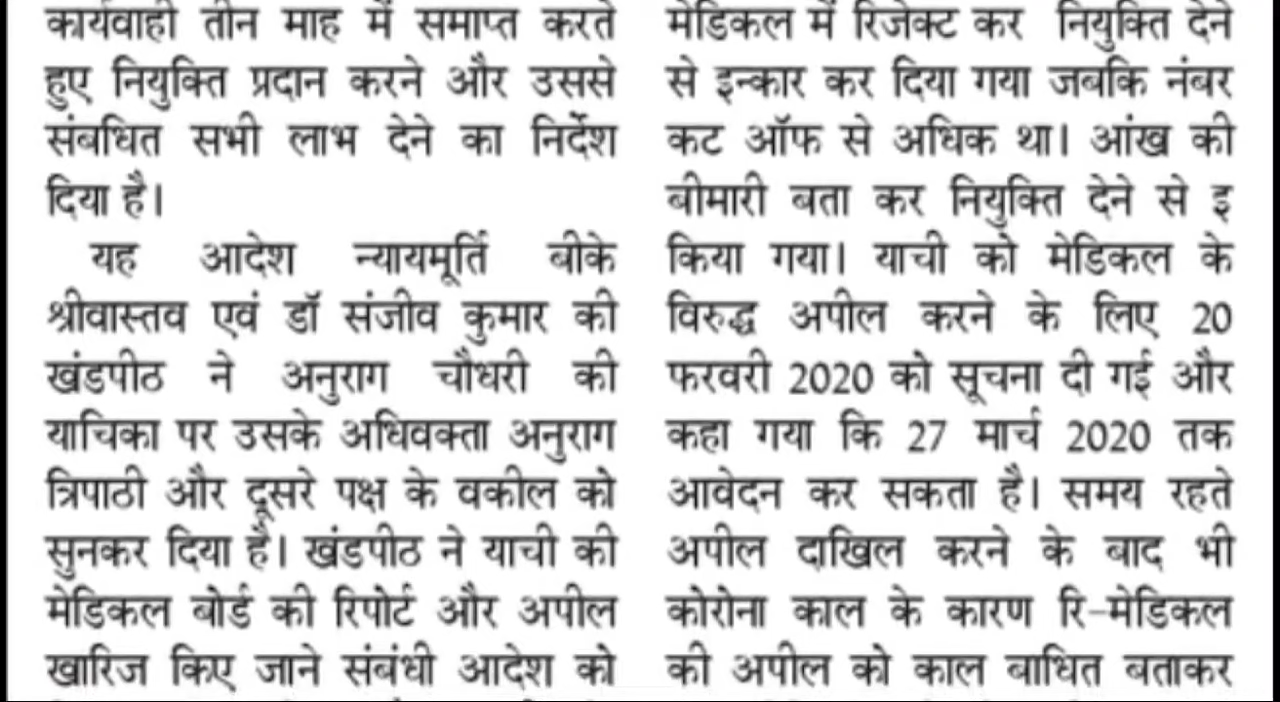 कार्यवाही तीन माह में समाप्त करते
हुए नियुक्ति प्रदान करने और उससे
संबधित सभी लाभ देने का निर्देश
दिया है।
यह आदेश न्यायमूर्ति बीके
श्रीवास्तव एवं डॉ संजीव कुमार की
खंडपीठ ने अनुराग चौधरी की
याचिका पर उसके अधिवक्ता अनुराग
त्रिपाठी और दूसरे पक्ष के वकील को
सुनकर दिया है। खंडपीठ ने याची की
मेडिकल बोर्ड की रिपोर्ट और अपील
खारिज किए जाने संबंधी आदेश को
मेडिकल में रिजेक्ट कर नियुक्ति देने
से इन्कार कर दिया गया जबकि नंबर
कट ऑफ से अधिक था। आंख की
बीमारी बता कर नियुक्ति देने से इ
किया गया। याची को मेडिकल के
विरुद्ध अपील करने के लिए 20
फरवरी 2020 को सूचना दी गई और
कहा गया कि 27 मार्च 2020 तक
आवेदन कर सकता है। समय रहते
अपील दाखिल करने के बाद भी
कोरोना काल के कारण रि-मेडिकल
की अपील को काल बाधित बताकर